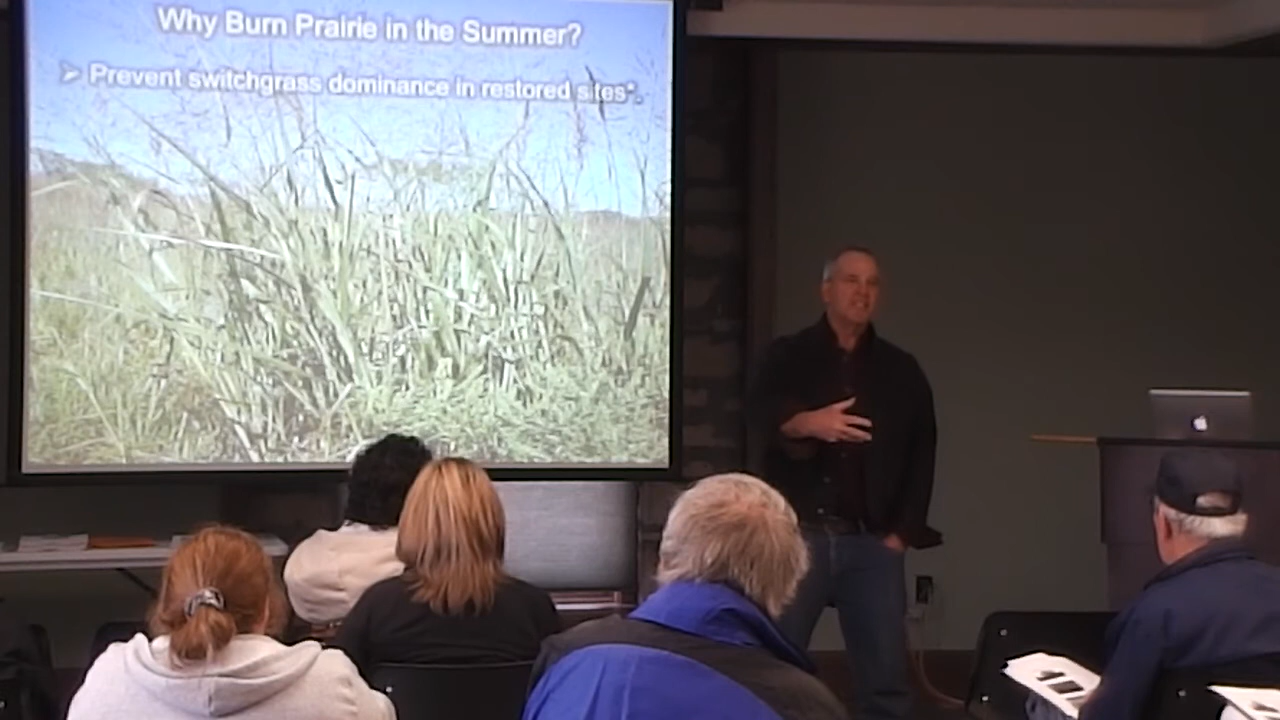 Why Burn Prairie in the Summer?
➢ Prevent switchgrass dominance in restored sites*.